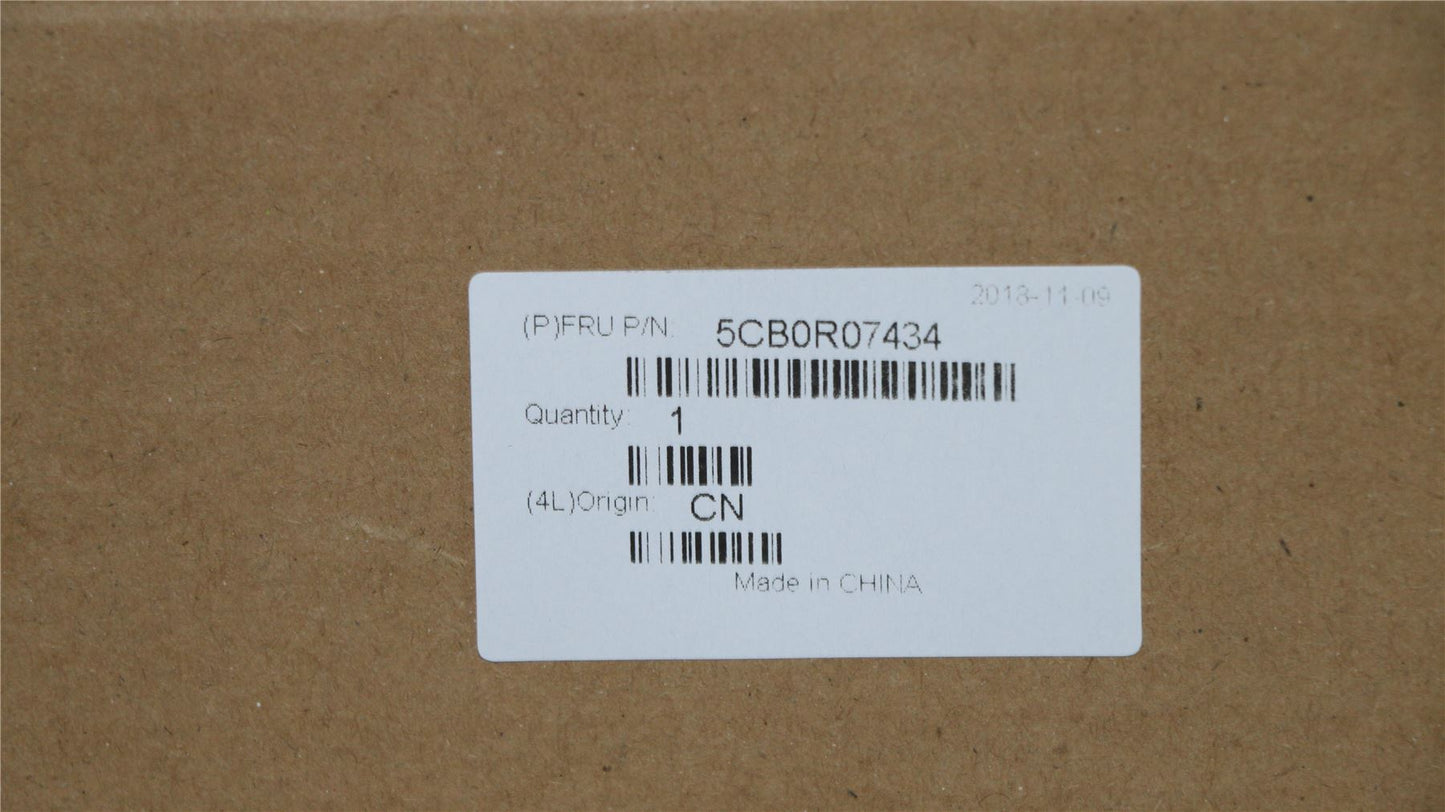 2018-11-09
(P)FRU P/N: 5CB0R07434
Quantity: 1
(4L)Origin: CN
Made in CHINA